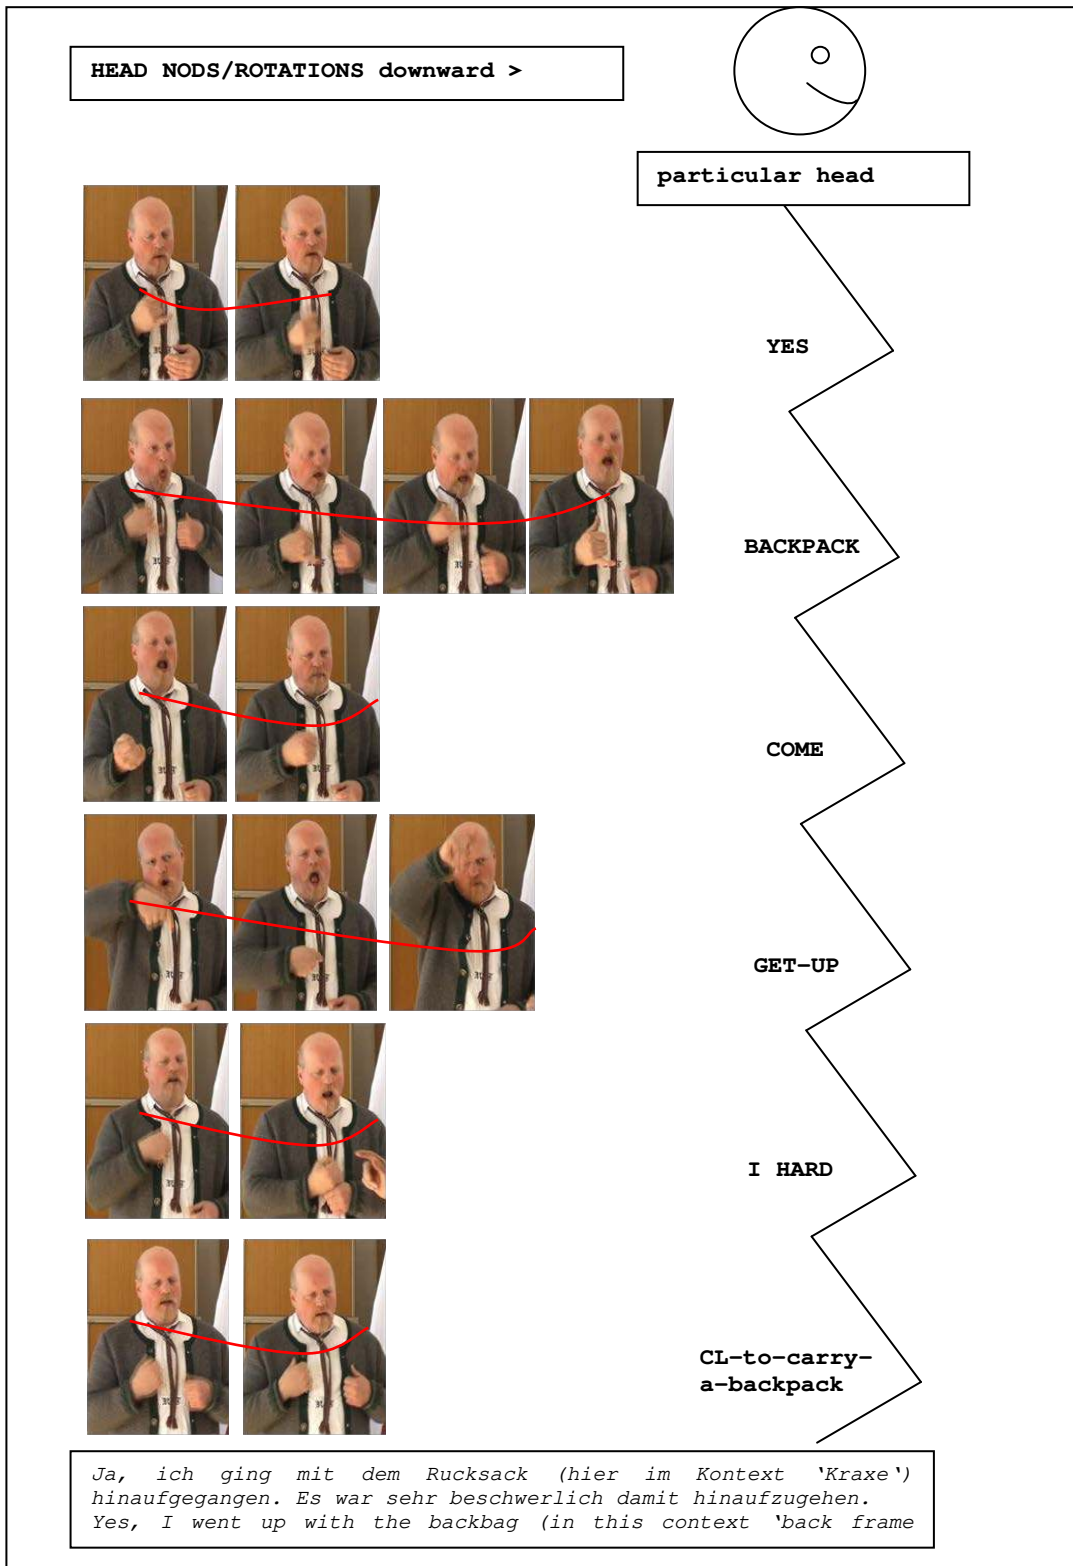 HEAD NODS/ROTATIONS downward >
particular head
YES
BACKPACK
COME
GET-UP
I HARD
CL-to-carry-
a-backpack
Ja, ich ging mit dem Rucksack (hier im Kontext ‛Kraxe‛)
hinaufgegangen. Es war sehr beschwerlich damit hinaufzugehen.
Yes, I went up with the backbag (in this context ‛back frame